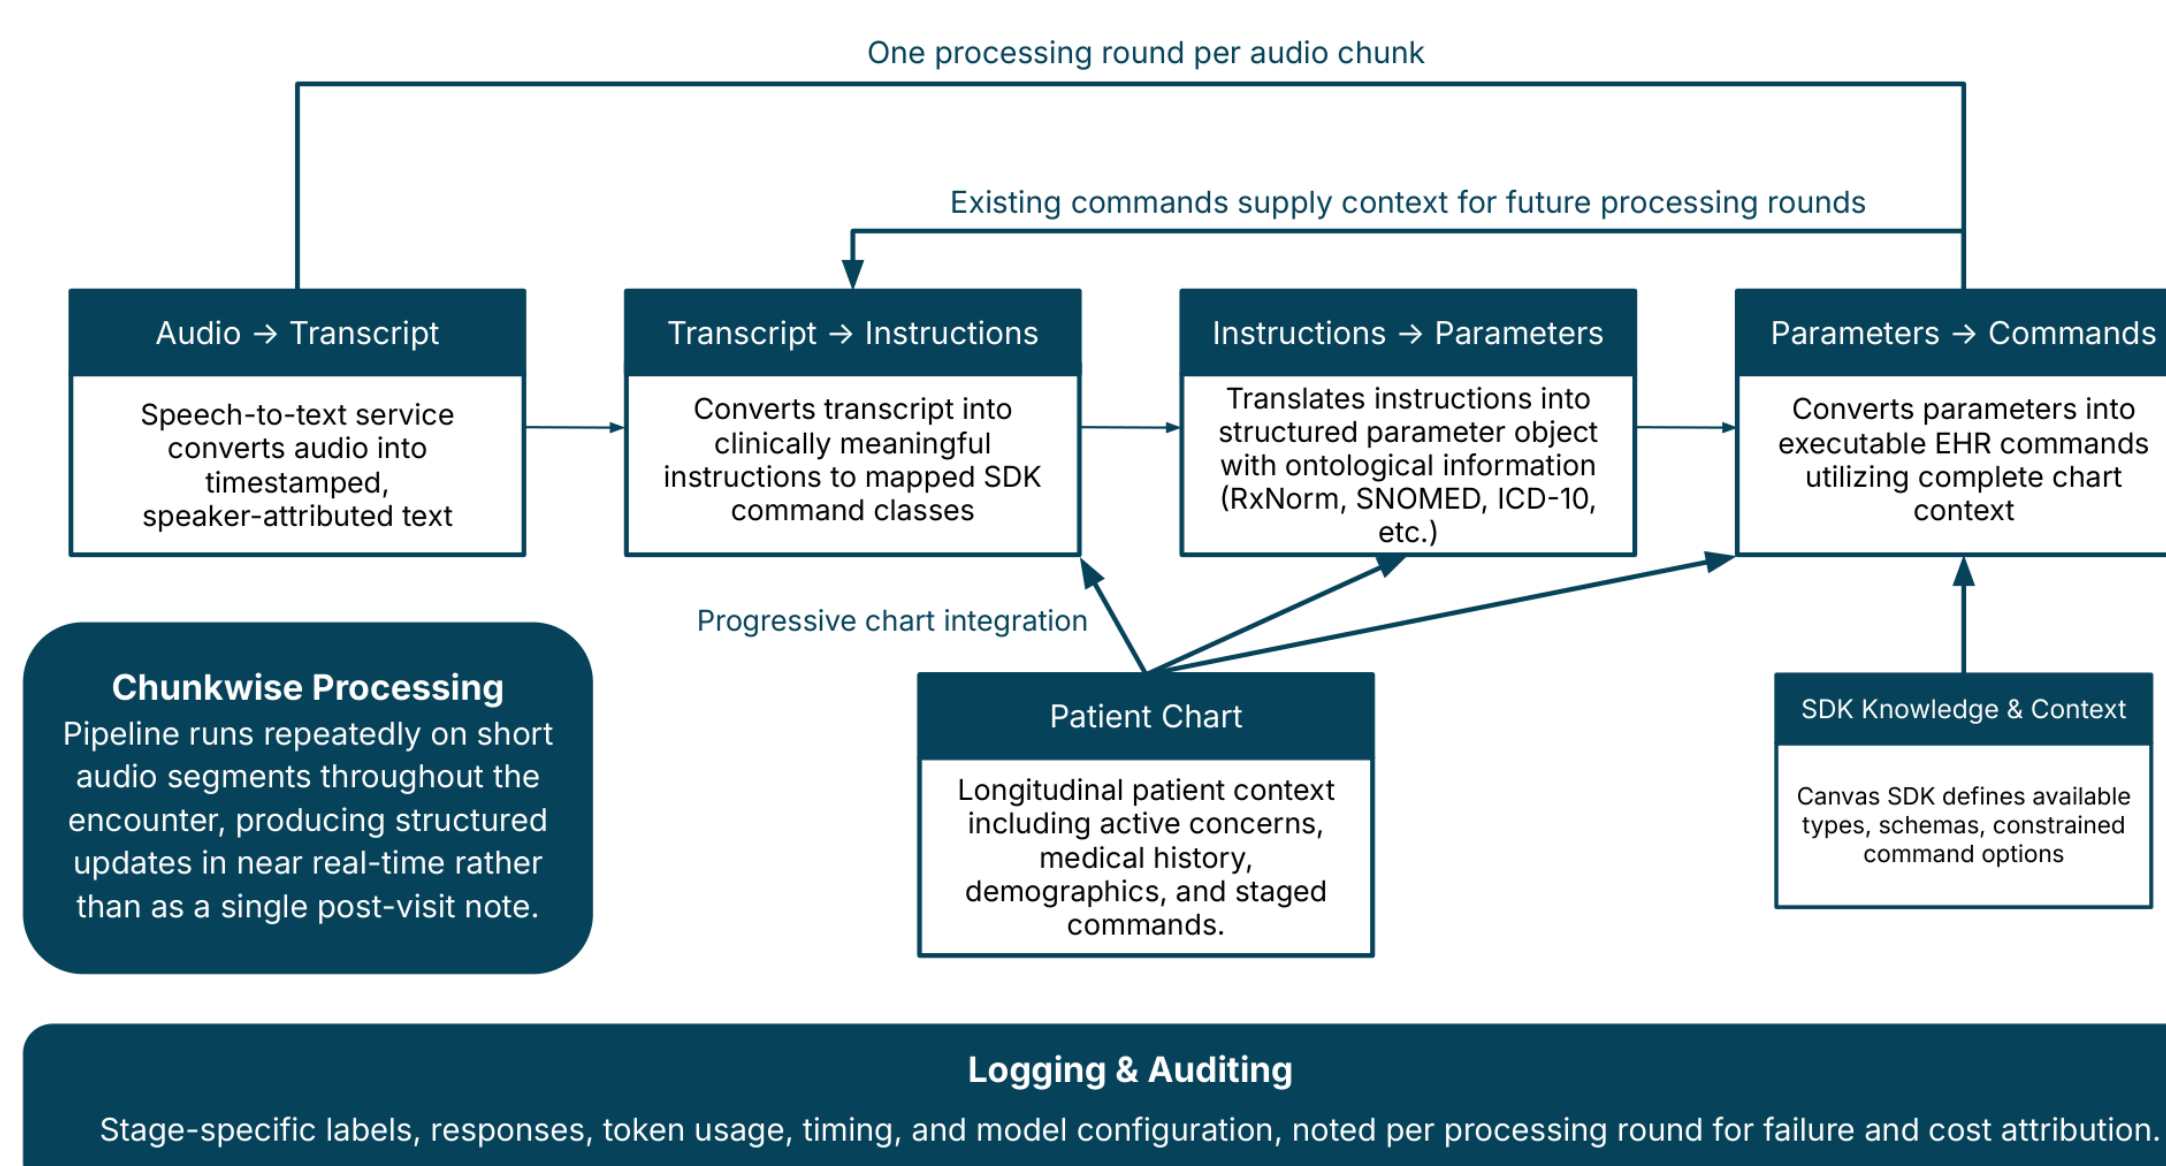 One processing round per audio chunk
Existing commands supply context for future processing rounds
Audio → Transcript
Speech-to-text service
converts audio into
timestamped,
speaker-attributed text
Transcript → Instructions
Converts transcript into
clinically meaningful
instructions to mapped SDK
command classes
Instructions → Parameters
Translates instructions into
structured parameter object
with ontological information
(RxNorm, SNOMED, ICD-10,
etc.)
Parameters → Commands
Converts parameters into
executable EHR commands
utilizing complete chart
context
Progressive chart integration
Chunkwise Processing
Pipeline runs repeatedly on short
audio segments throughout the
encounter, producing structured
updates in near real-time rather
than as a single post-visit note.
Patient Chart
Longitudinal patient context
including active concerns,
medical history,
demographics, and staged
commands.
SDK Knowledge & Context
Canvas SDK defines available
types, schemas, constrained
command options
Logging & Auditing
Stage-specific labels, responses, token usage, timing, and model configuration, noted per processing round for failure and cost attribution.